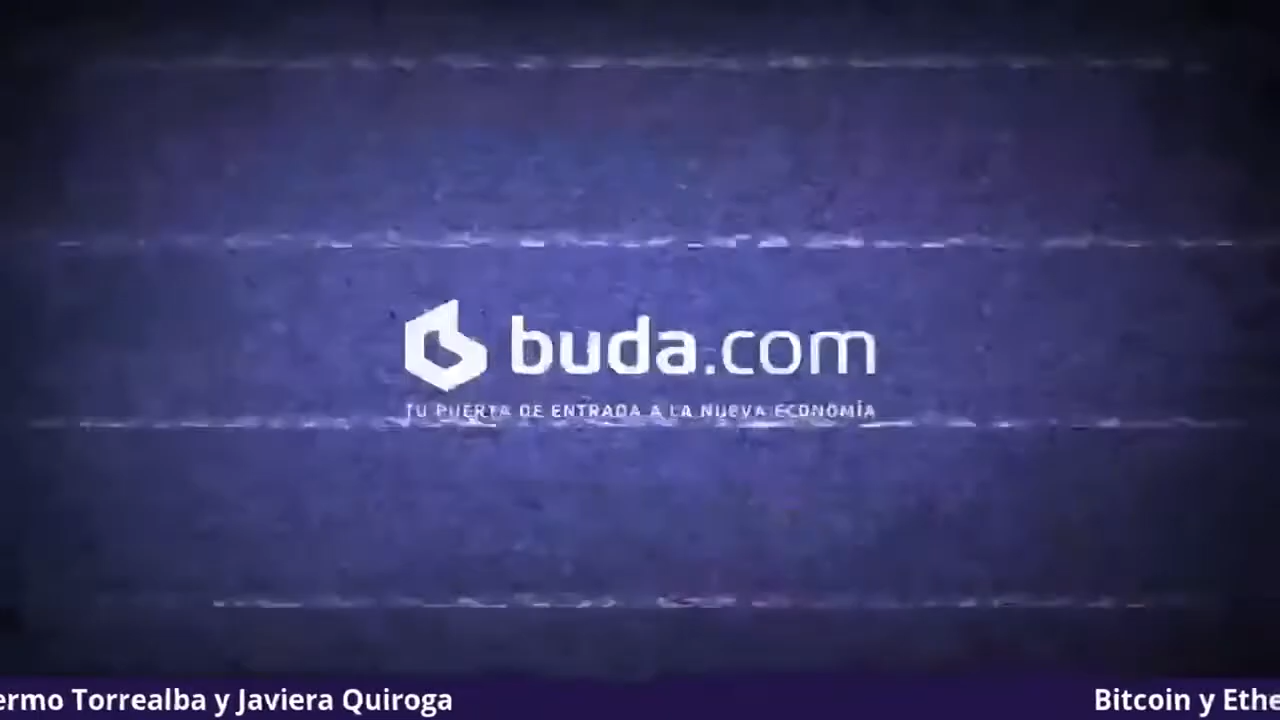 buda.com
TU PUERTA DE ENTRADA A LA NUEVA ECONOMÍA
ermo Torrealba y Javiera Quiroga
Bitcoin y Ethe